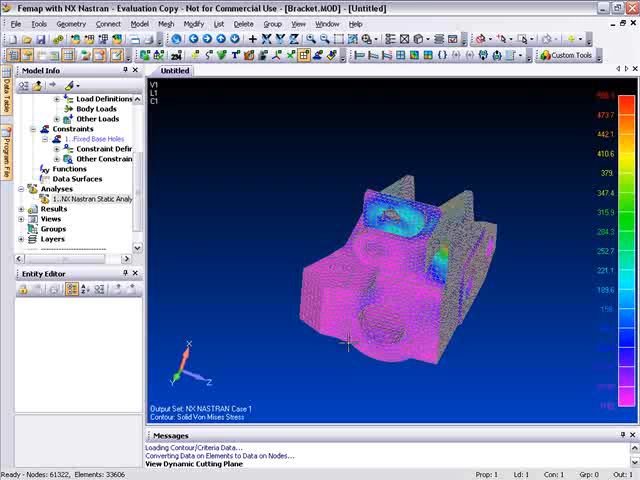 Femap with NX Nastran - Evaluation Copy - Not for Commercial Use - [Bracket.MOD] - [Untitled]
File Tools Geometry Connect Model Mesh Modify List Delete Group View Window Help
Custom Tools
Model Info
Untitled
Data Table
Program File
Load Definitions
Body Loads
Other Loads
Constraints
1..Fixed Base Holes
Constraint Defin
Other Constrain
Functions
Data Surfaces
Analyses
1..NX Nastran Static Analy
Results
Views
Groups
Layers
Entity Editor
V1
L1
C1
473.7
442.1
410.6
379.
347.4
315.9
284.3
252.7
221.1
189.6
X
Y
Z
Output Set: NX NASTRAN Case 1
Contour: Solid Von Mises Stress
Messages
Loading Contour/Criteria Data...
Converting Data on Elements to Data on Nodes...
View Dynamic Cutting Plane
Ready - Nodes: 61322, Elements: 33606
Prop: 1 Ld: 1 Con: 1 Grp: 0 Out: 1